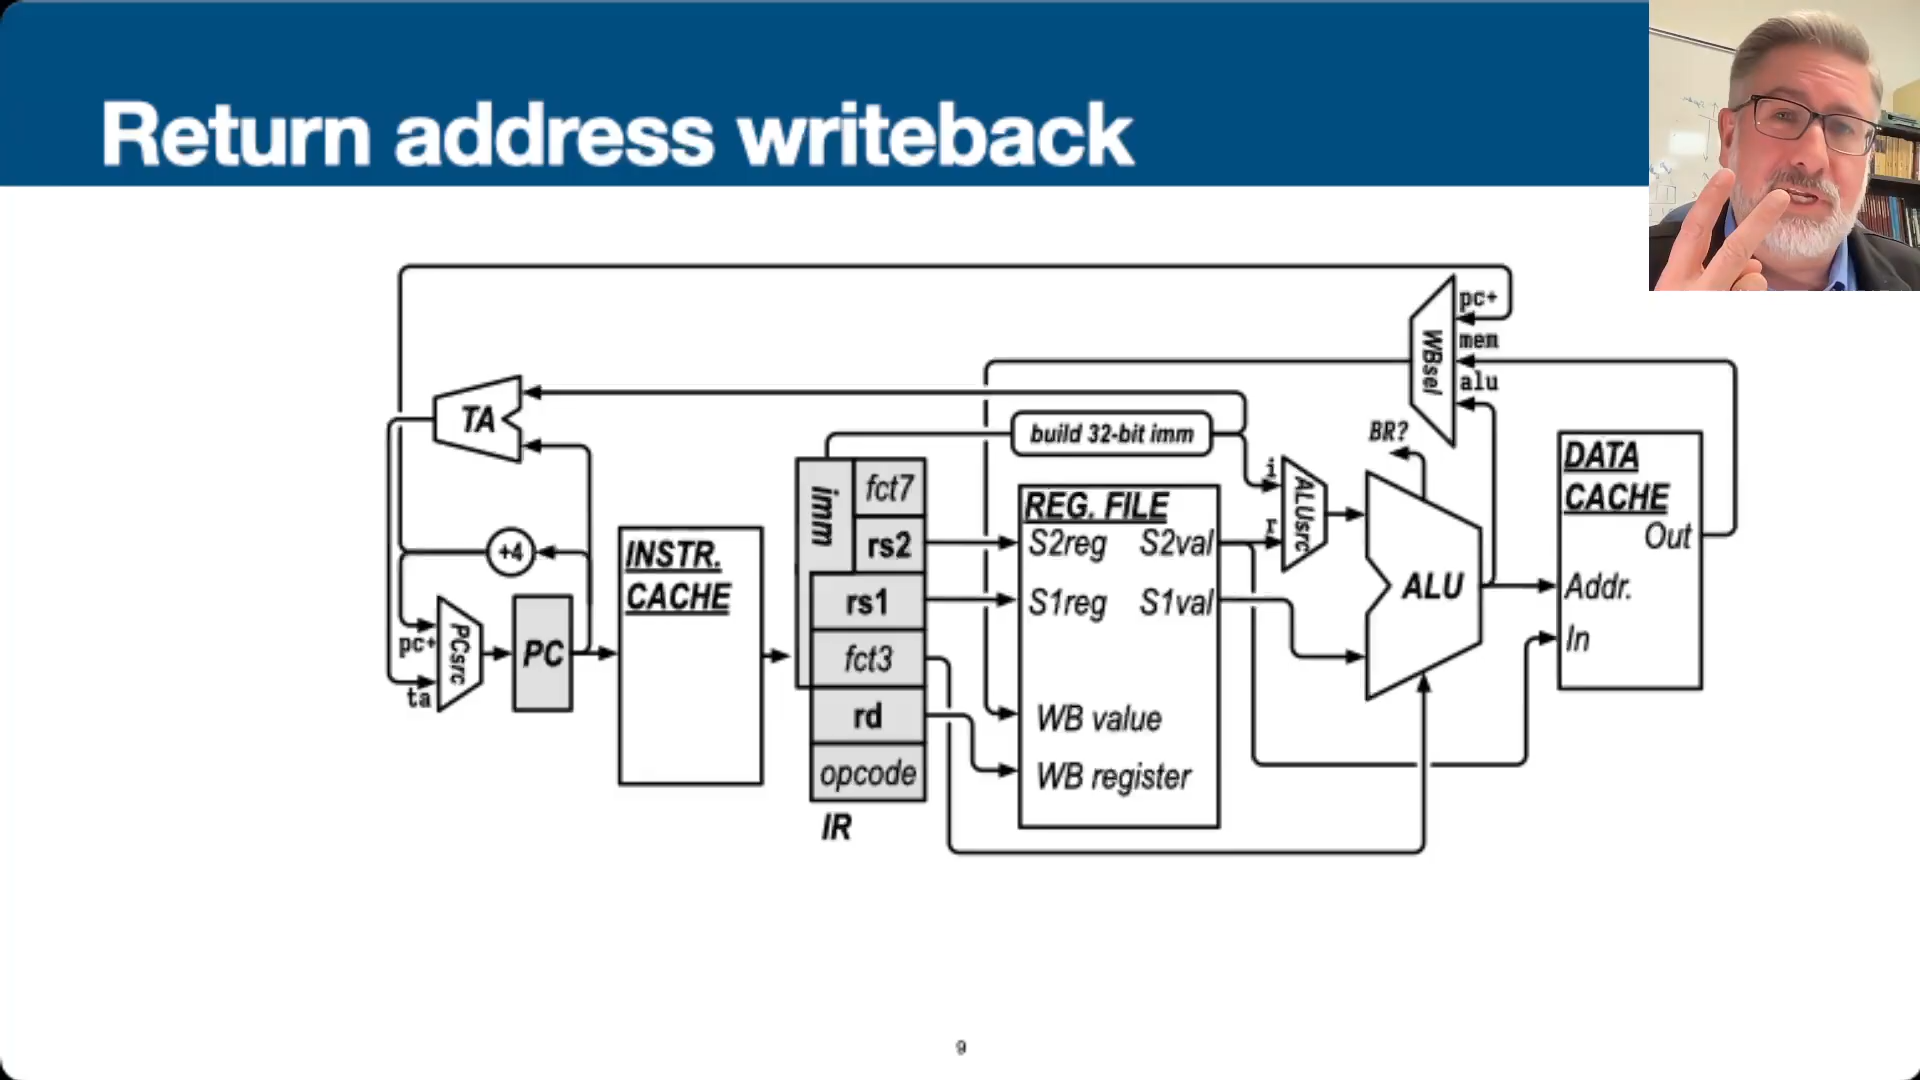 Return address writeback
pc+
WBsel
mem
alu
TA
build 32-bit imm
BR?
DATA
CACHE
Out
Addr.
In
imm
fct7
rs2
rs1
fct3
rd
opcode
IR
REG. FILE
S2reg S2val
S1reg S1val
WB value
WB register
i
r
ALUsrc
ALU
+4
INSTR.
CACHE
pc+
ta
PCsrc
PC
9